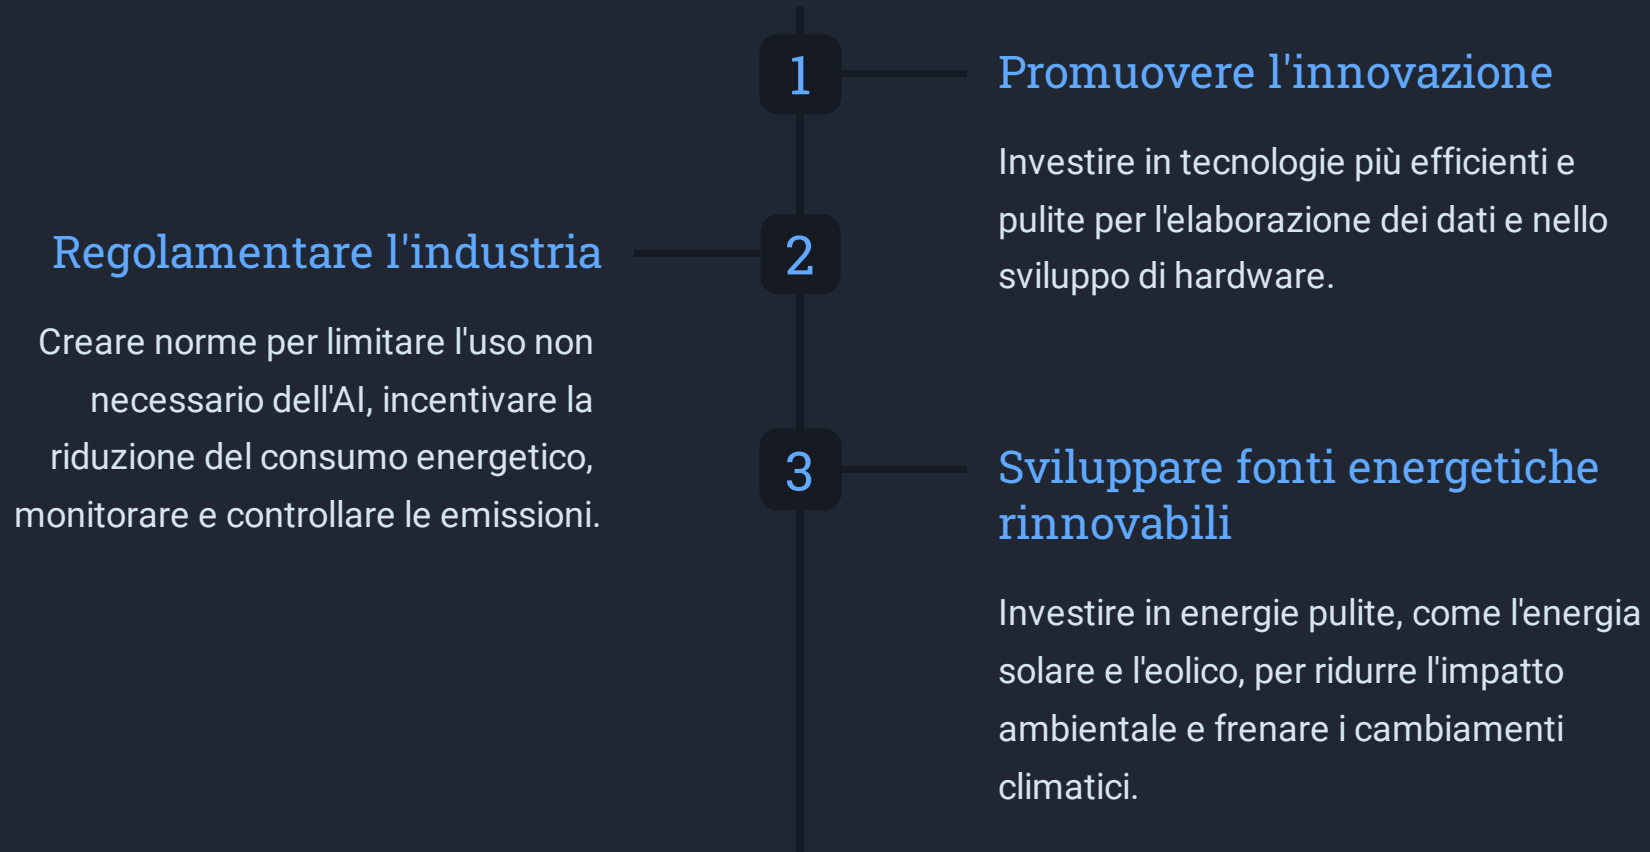 1
Promuovere l'innovazione
Investire in tecnologie più efficienti e
pulite per l'elaborazione dei dati e nello
sviluppo di hardware.
2
Regolamentare l'industria
Creare norme per limitare l'uso non
necessario dell'AI, incentivare la
riduzione del consumo energetico,
monitorare e controllare le emissioni.
3
Sviluppare fonti energetiche
rinnovabili
Investire in energie pulite, come l'energia
solare e l'eolico, per ridurre l'impatto
ambientale e frenare i cambiamenti
climatici.